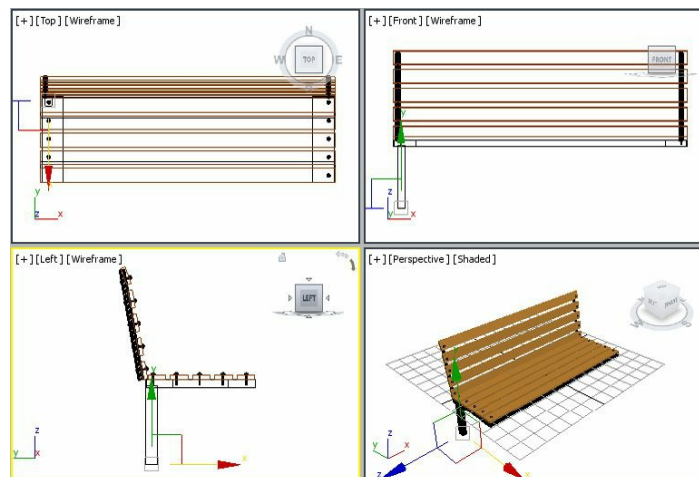 [+] [Top] [Wireframe]
N
W
TOP
E
y
z
x
[+] [Front] [Wireframe]
FRONT
y
z
y
x
[+] [Left] [Wireframe]
LEFT
y
z
y
x
[+] [Perspective] [Shaded]
z
y
x